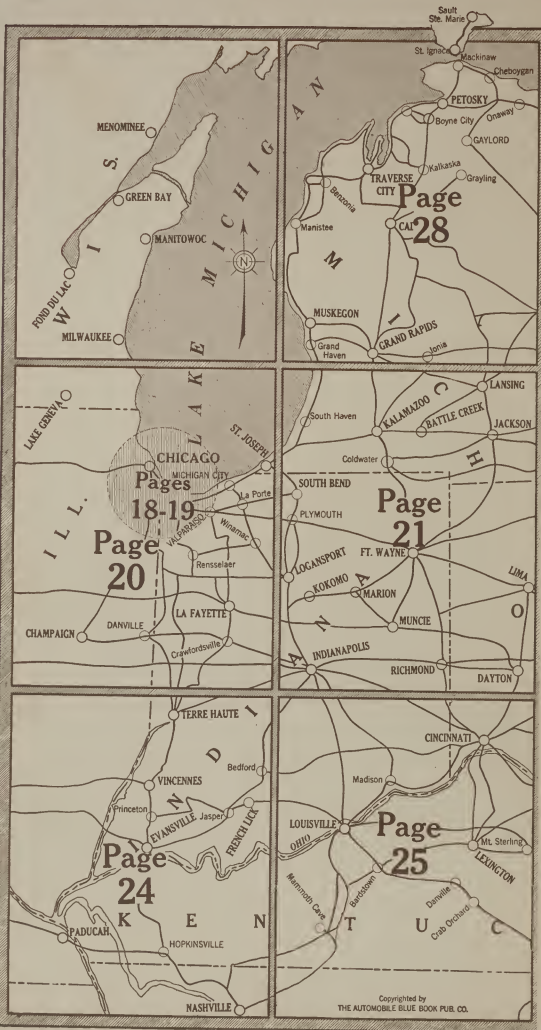 Sault
Ste. Marie
St. Ignace
Mackinaw
Cheboygan
PETOSKY
Onaway
Boyne City
GAYLORD
Kalkaska
Grayling
TRAVERSE
CITY
Benzonia
Page
28
CAI
Manistee
M
I
MUSKEGON
Grand
Haven
GRAND RAPIDS
Ionia
MENOMINEE
GREEN BAY
MANITOWOC
FOND DU LAC
MILWAUKEE
W I S.
LAKE MICHIGAN
N
LAKE GENEVA
CHICAGO
MICHIGAN CITY
ST. JOSEPH
Pages
18-19
La Porte
VALPARAISO
Winamac
Page
20
Rensselaer
ILL.
LA FAYETTE
DANVILLE
CHAMPAIGN
Crawfordsville
South Haven
KALAMAZOO
C
LANSING
BATTLE CREEK
JACKSON
Coldwater
H
SOUTH BEND
PLYMOUTH
Page
21
FT. WAYNE
LOGANSPORT
KOKOMO
MARION
LIMA
MUNCIE
O
A
N
A
INDIANAPOLIS
RICHMOND
DAYTON
TERRE HAUTE
I
D
N
I
VINCENNES
Bedford
Princeton
Jasper
EVANSVILLE
FRENCH LICK
Page
24
PADUCAH
K E N
HOPKINSVILLE
NASHVILLE
CINCINNATI
Madison
LOUISVILLE
OHIO
Page
25
Mt. Sterling
LEXINGTON
Bardstown
Danville
Mammoth Cave
Crab Orchard
T U C
Copyrighted by
THE AUTOMOBILE BLUE BOOK PUB. CO.